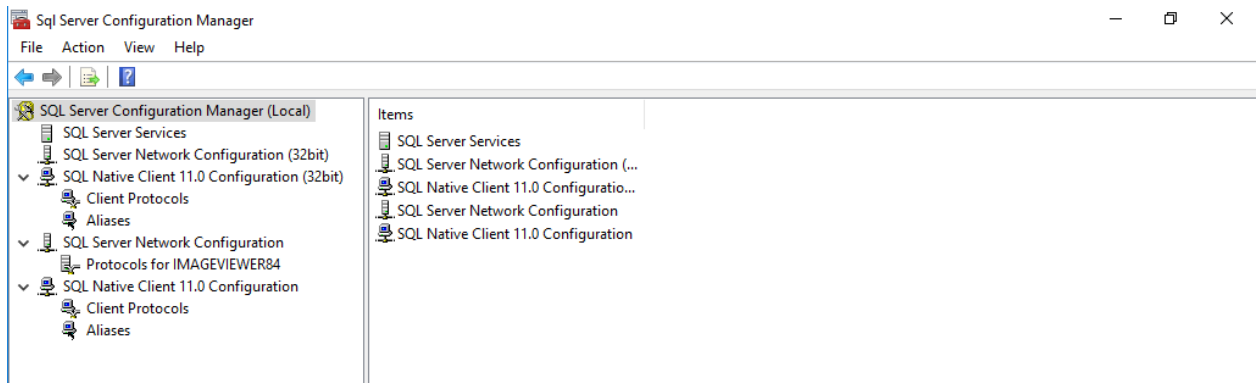 Sql Server Configuration Manager
File Action View Help
SQL Server Configuration Manager (Local)
SQL Server Services
SQL Server Network Configuration (32bit)
SQL Native Client 11.0 Configuration (32bit)
Client Protocols
Aliases
SQL Server Network Configuration
Protocols for IMAGEVIEWER84
SQL Native Client 11.0 Configuration
Client Protocols
Aliases
Items
SQL Server Services
SQL Server Network Configuration (...
SQL Native Client 11.0 Configuratio...
SQL Server Network Configuration
SQL Native Client 11.0 Configuration